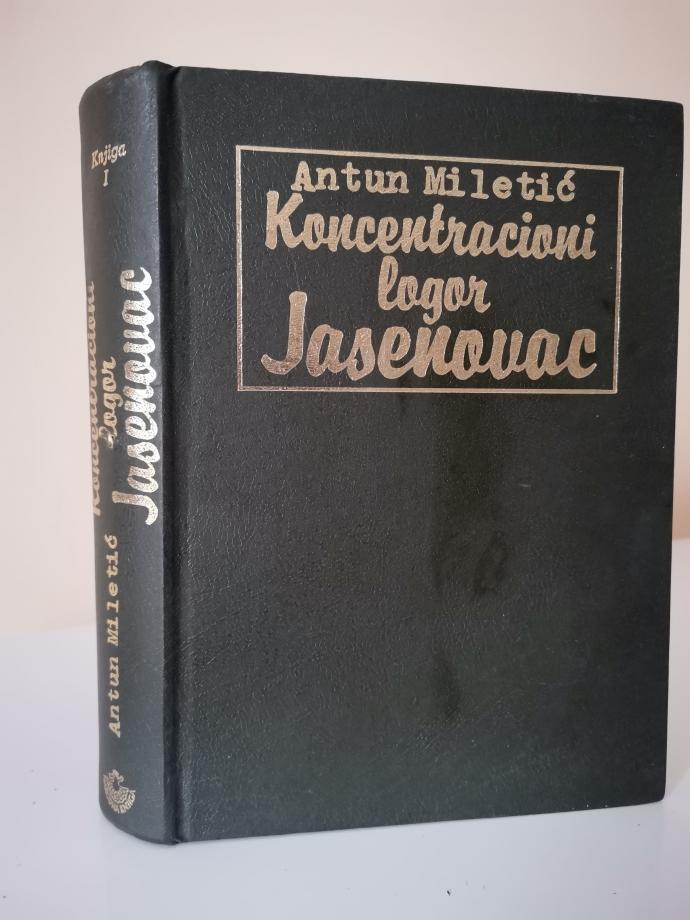 Antun Miletić
Koncentracioni
logor
Jasenovac
Knjiga
I
Antun Miletić
Koncentracioni
logor
Jasenovac